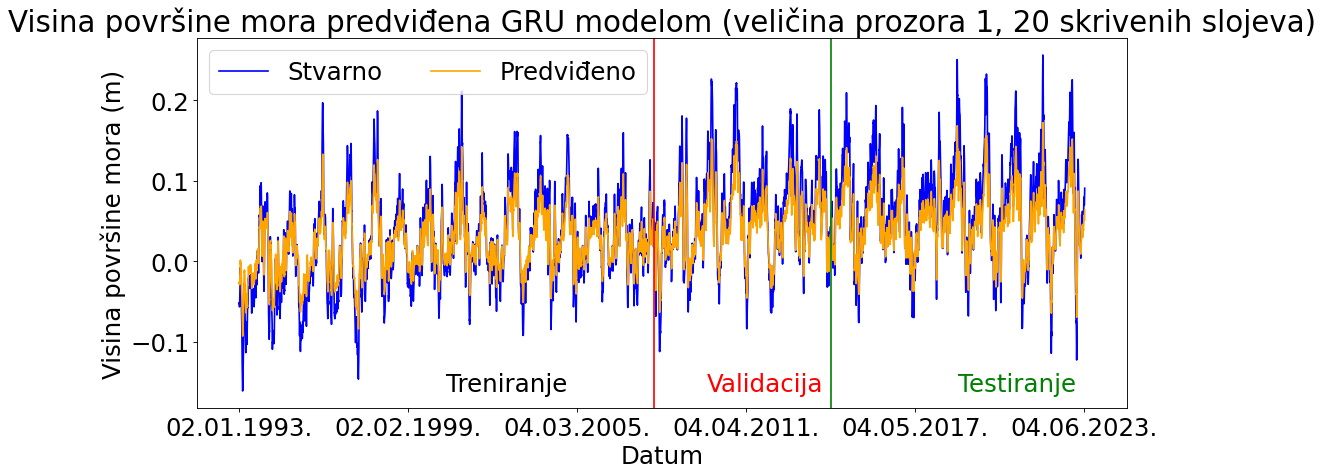 Visina površine mora predviđena GRU modelom (veličina prozora 1, 20 skrivenih slojeva)
Stvarno
Predviđeno
Visina površine mora (m)
0.2
0.1
0.0
−0.1
Treniranje
Validacija
Testiranje
02.01.1993.
02.02.1999.
04.03.2005.
04.04.2011.
04.05.2017.
04.06.2023.
Datum